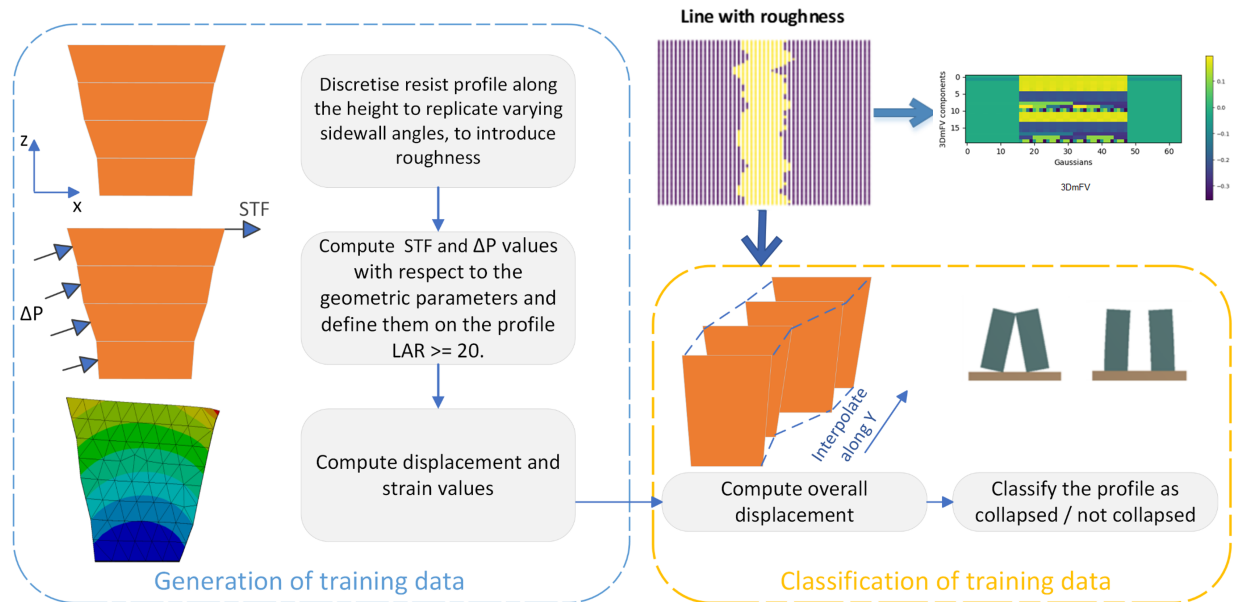 Line with roughness
Discretise resist profile along
the height to replicate varying
sidewall angles, to introduce
roughness
z
x
STF
ΔP
Compute STF and ΔP values
with respect to the
geometric parameters and
define them on the profile
LAR >= 20.
Compute displacement and
strain values
Generation of training data
3DmFV components
0
5
10
15
0
10
20
30
40
50
60
Gaussians
3DmFV
0.1
0.0
−0.1
−0.2
−0.3
Interpolate
along Y
Compute overall
displacement
Classify the profile as
collapsed / not collapsed
Classification of training data